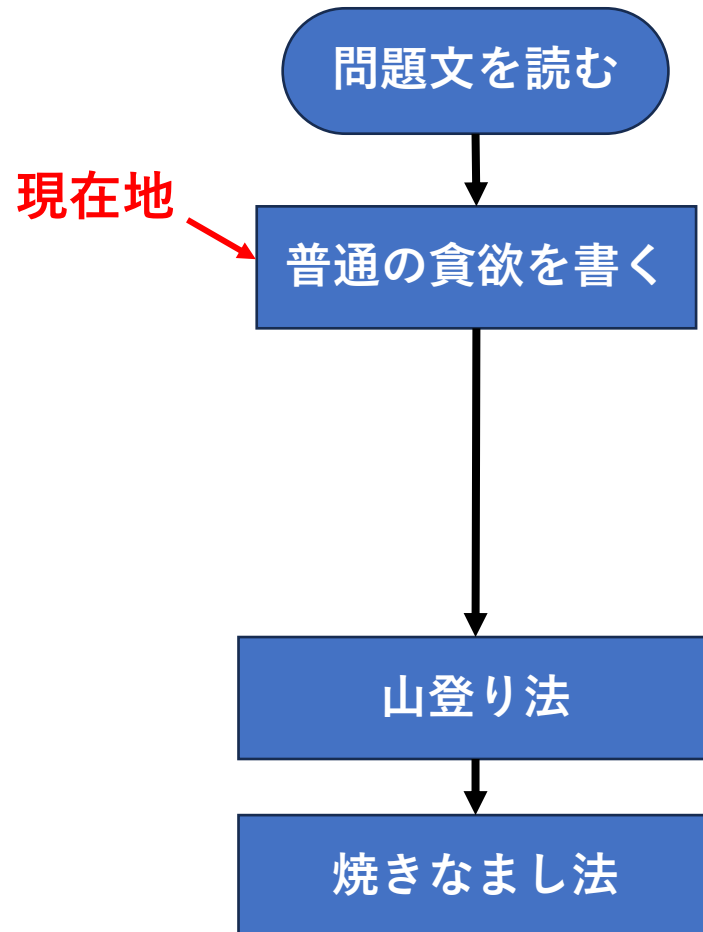 問題文を読む
現在地
普通の貪欲を書く
山登り法
焼きなまし法